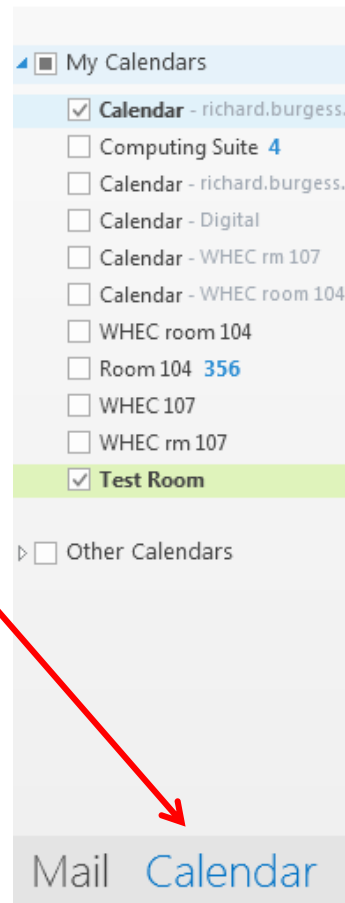 My Calendars
Calendar - richard.burgess.
Computing Suite 4
Calendar - richard.burgess.
Calendar - Digital
Calendar - WHEC rm 107
Calendar - WHEC room 104
WHEC room 104
Room 104 356
WHEC 107
WHEC rm 107
Test Room
Other Calendars
Mail Calendar